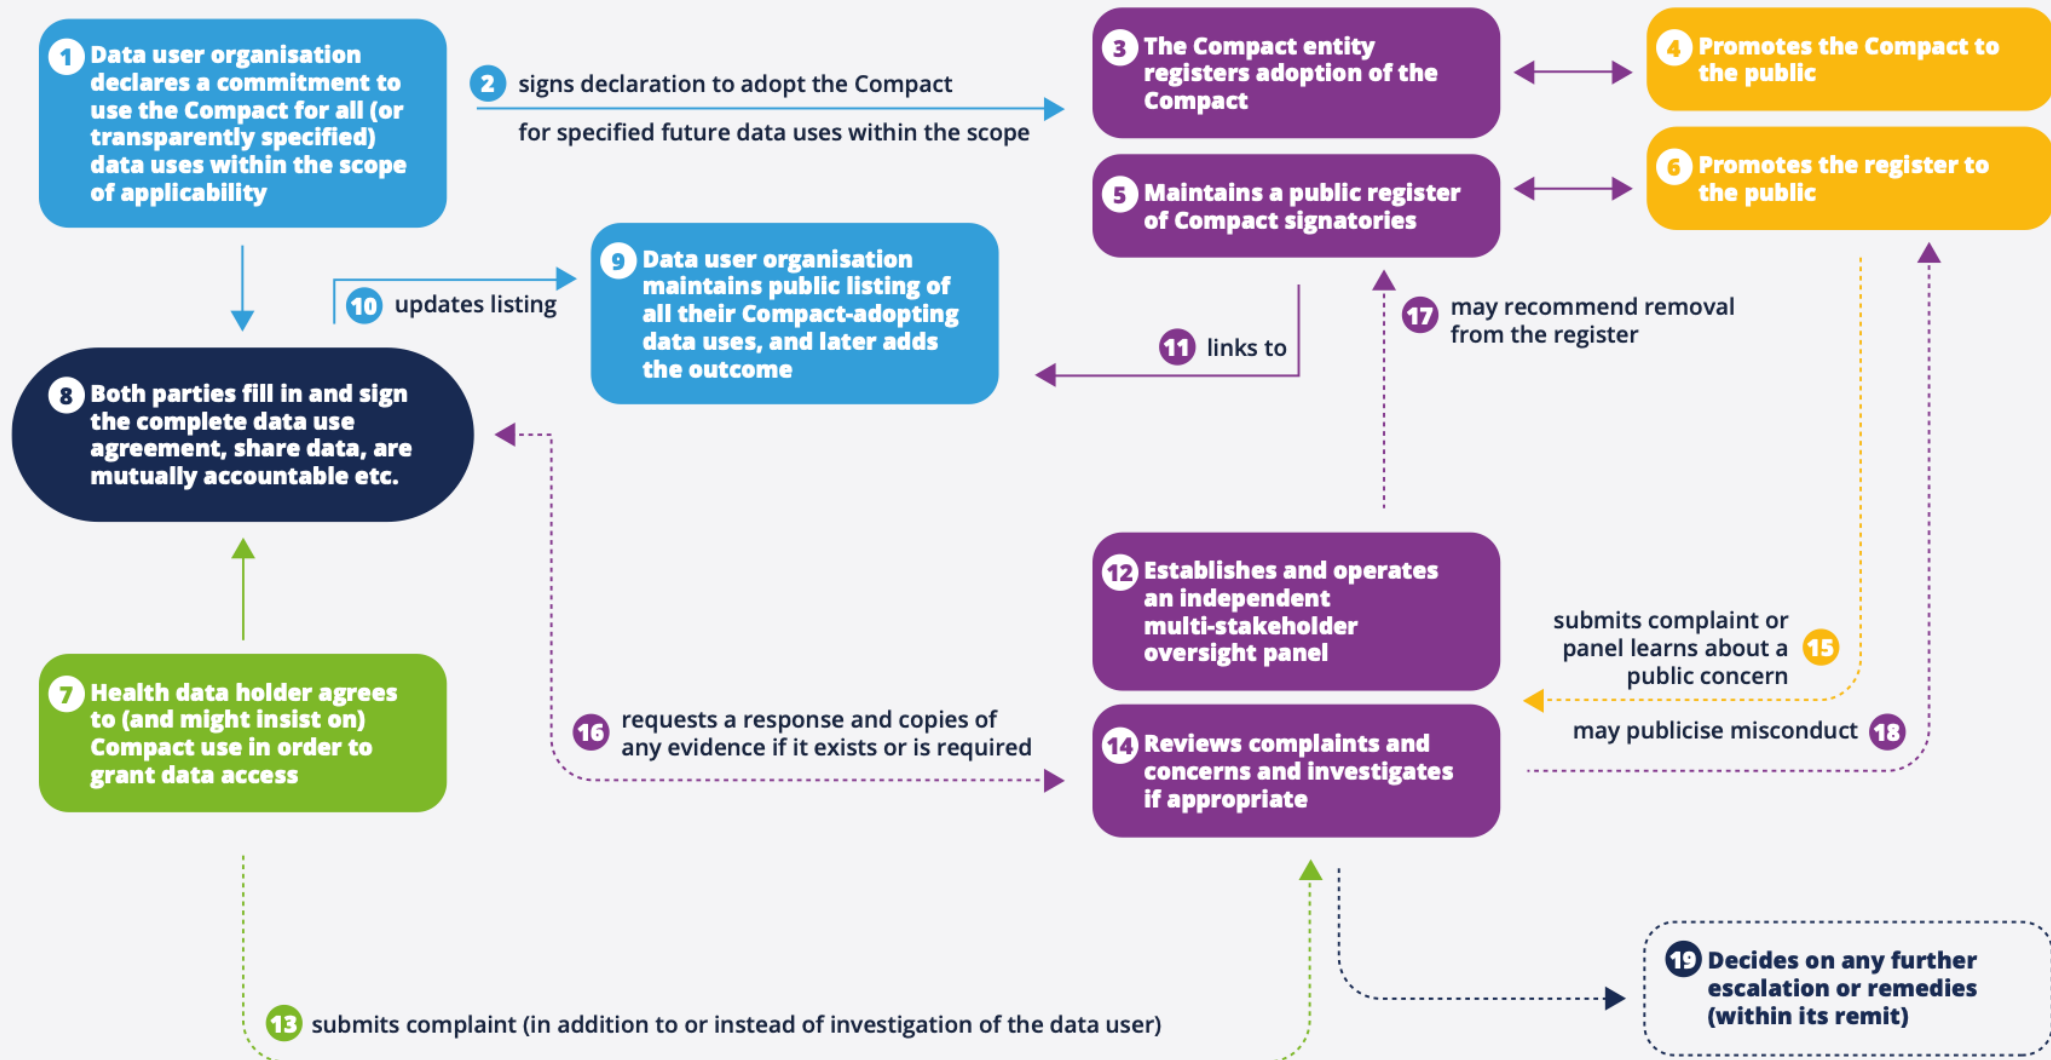 1 Data user organisation
declares a commitment to
use the Compact for all (or
transparently specified)
data uses within the scope
of applicability
2 signs declaration to adopt the Compact
for specified future data uses within the scope
3 The Compact entity
registers adoption of the
Compact
4 Promotes the Compact to
the public
5 Maintains a public register
of Compact signatories
6 Promotes the register to
the public
9 Data user organisation
maintains public listing of
all their Compact-adopting
data uses, and later adds
the outcome
10 updates listing
11 links to
17 may recommend removal
from the register
8 Both parties fill in and sign
the complete data use
agreement, share data, are
mutually accountable etc.
12 Establishes and operates
an independent
multi-stakeholder
oversight panel
submits complaint or
panel learns about a 15
public concern
7 Health data holder agrees
to (and might insist on)
Compact use in order to
grant data access
16 requests a response and copies of
any evidence if it exists or is required
14 Reviews complaints and
concerns and investigates
if appropriate
may publicise misconduct 18
19 Decides on any further
escalation or remedies
(within its remit)
13 submits complaint (in addition to or instead of investigation of the data user)